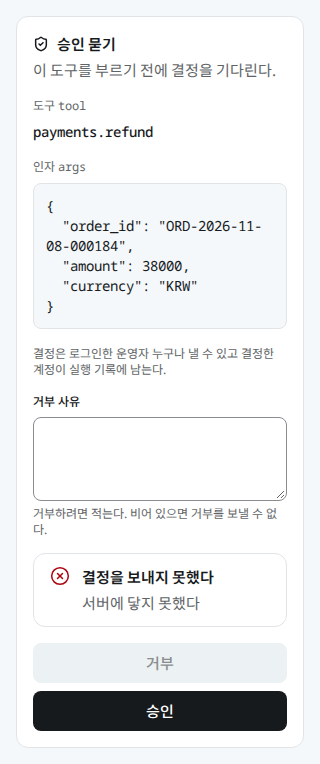 승인 묻기
이 도구를 부르기 전에 결정을 기다린다.
도구 tool
payments.refund
인자 args
{
"order_id": "ORD-2026-11-
08-000184",
"amount": 38000,
"currency": "KRW"
}
결정은 로그인한 운영자 누구나 낼 수 있고 결정한
계정이 실행 기록에 남는다.
거부 사유
거부하려면 적는다. 비어 있으면 거부를 보낼 수 없
다.
결정을 보내지 못했다
서버에 닿지 못했다
거부
승인